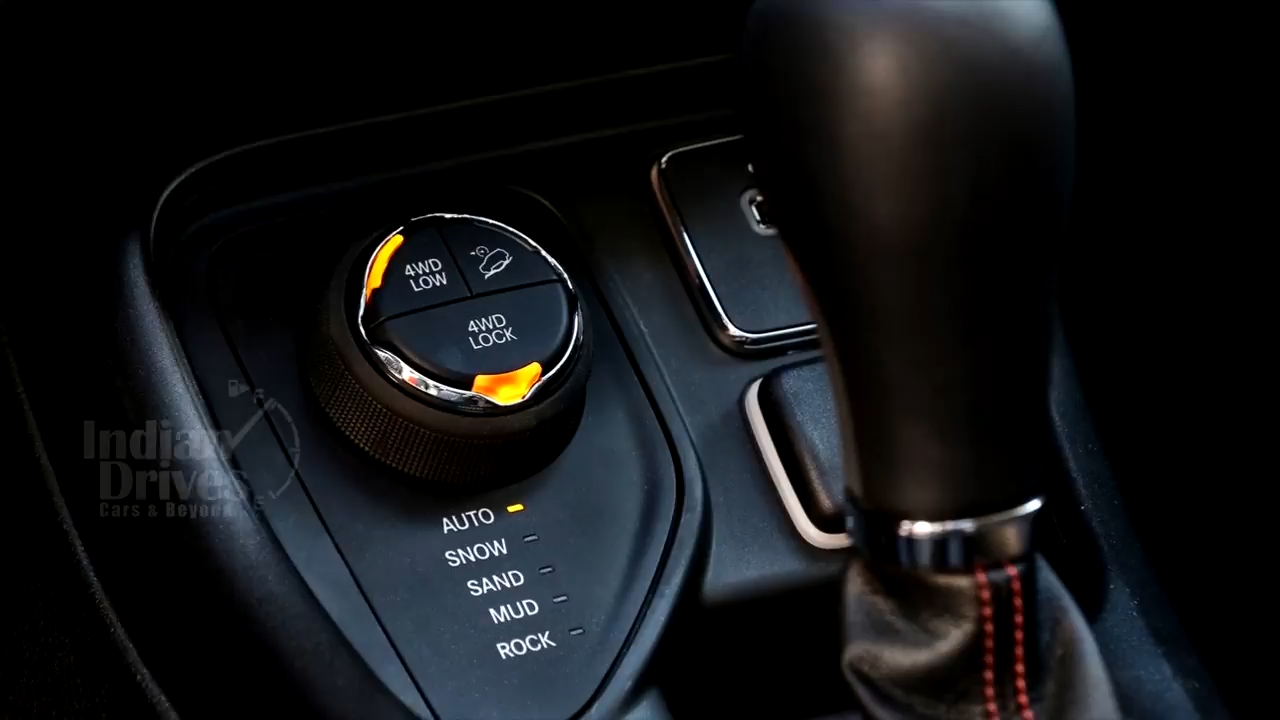 4WD
LOW
4WD
LOCK
Indian
Drives
Cars & Beyond
AUTO
SNOW
SAND
MUD
ROCK